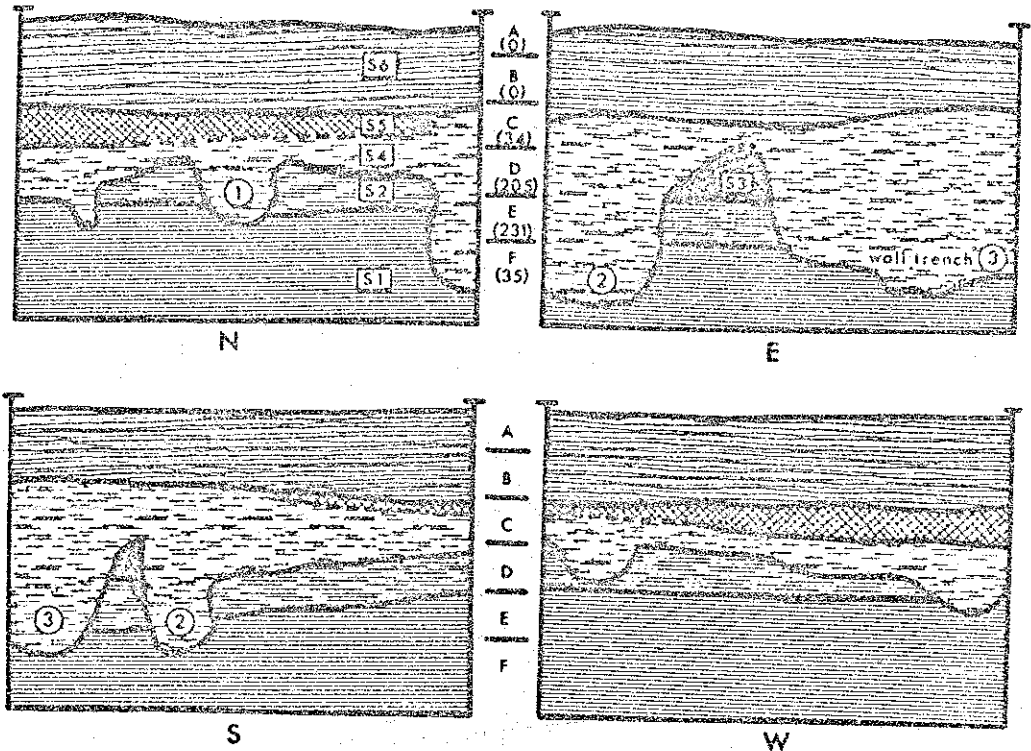 S6
S5
S4
1
S2
S1
N
A
(0)
B
(0)
C
(34)
D
(205)
E
(231)
F
(35)
S3
2
wall trench 3
E
3
2
S
A
B
C
D
E
F
W